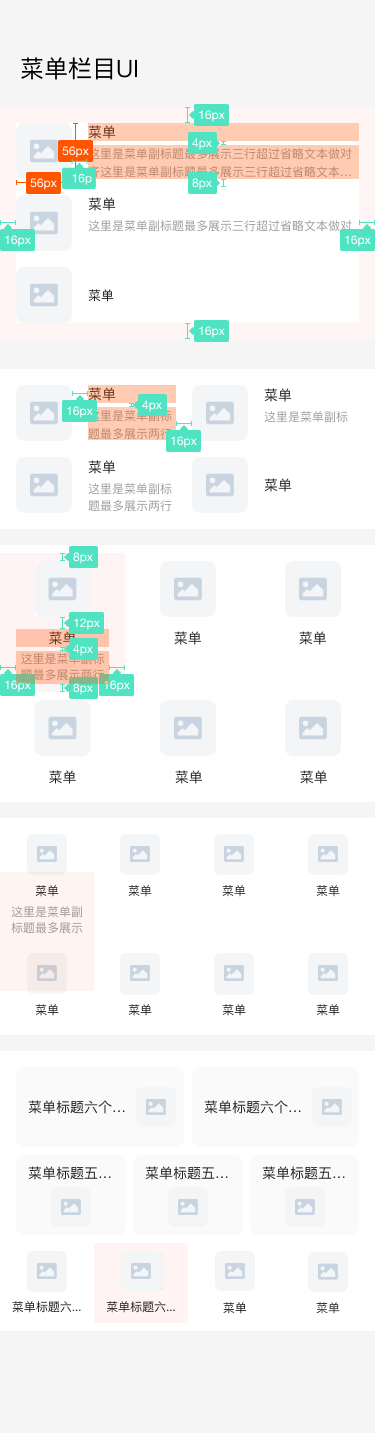 菜单栏目UI
16px
菜单
4px
56px
这里是菜单副标题最多展示三行超过省略文本做对
行这里是菜单副标题最多展示三行超过省略文本…
16p
56px
8px
菜单
这里是菜单副标题最多展示三行超过省略文本做对
16px
16px
菜单
16px
菜单
菜单
16px
4px
这里是菜单副标
这里是菜单副标
题最多展示两行
16px
菜单
这里是菜单副标
题最多展示两行
菜单
8px
12px
菜单
菜单
菜单
4px
这里是菜单副标
题最多展示两行
16px
8px
16px
菜单
菜单
菜单
菜单
菜单
菜单
菜单
这里是菜单副
标题最多展示
菜单
菜单
菜单
菜单
菜单标题六个…
菜单标题六个…
菜单标题五…
菜单标题五…
菜单标题五…
菜单标题六…
菜单标题六…
菜单
菜单